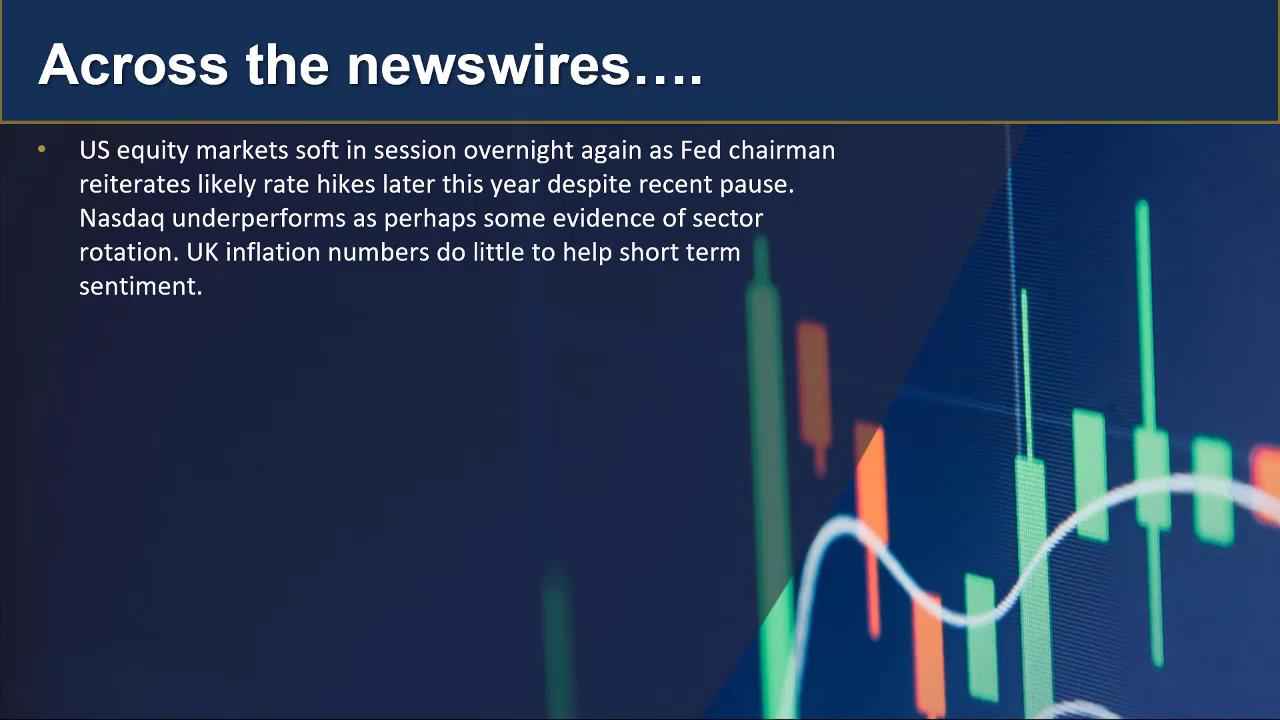 Across the newswires….
• US equity markets soft in session overnight again as Fed chairman
reiterates likely rate hikes later this year despite recent pause.
Nasdaq underperforms as perhaps some evidence of sector
rotation. UK inflation numbers do little to help short term
sentiment.